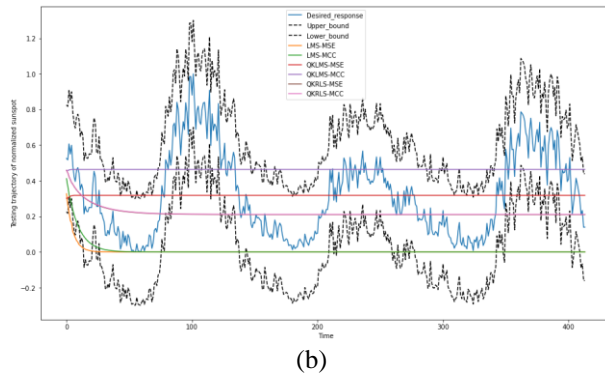 Desired_response
Upper_bound
Lower_bound
LMS-MSE
LMS-MCC
QKLMS-MSE
QKLMS-MCC
QKRLS-MSE
QKRLS-MCC
Testing trajectory of normalized sunspot
1.2
1.0
0.8
0.6
0.4
0.2
0.0
−0.2
0
100
200
300
400
Time
(b)